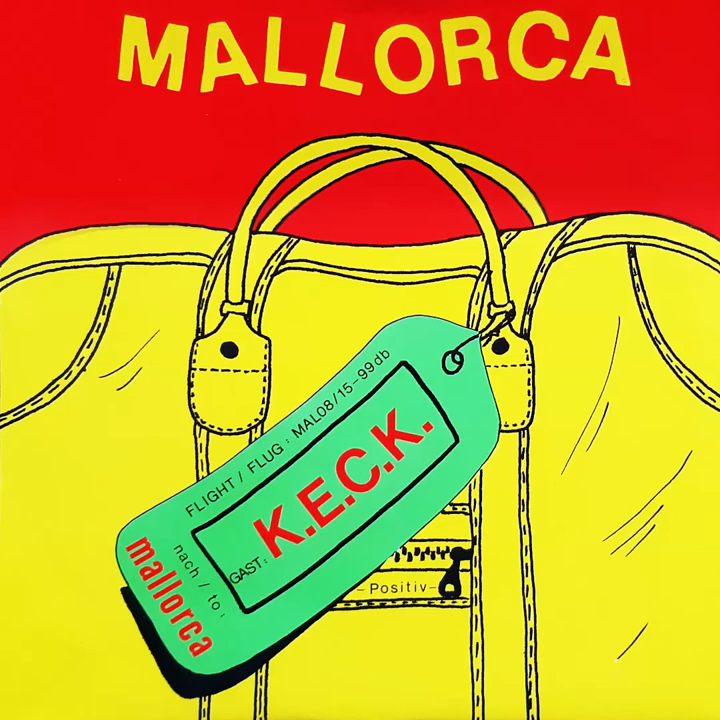 MALLORCA
FLIGHT / FLUG : MAL08/15-99db
GAST: K.E.C.K.
nach / to :
mallorca
- Positiv -